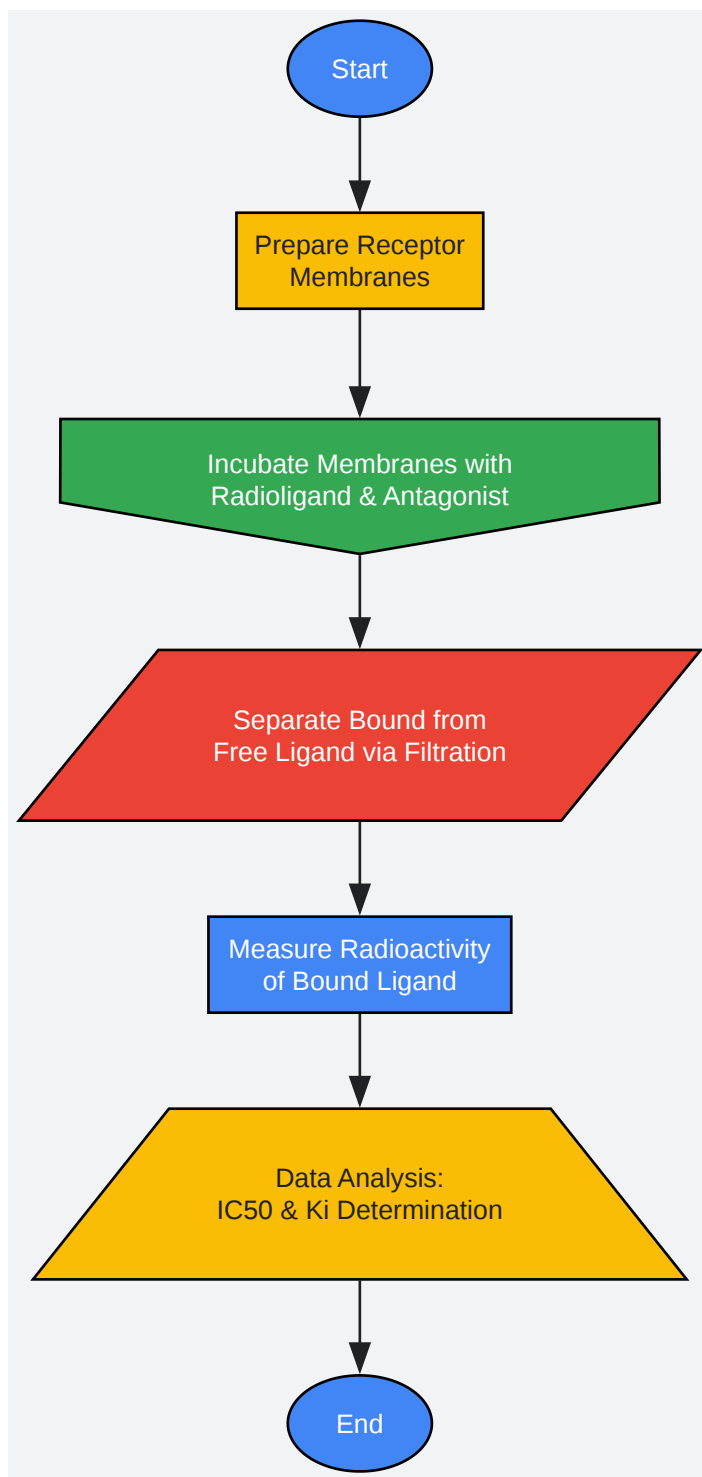 Start
Prepare Receptor
Membranes
Incubate Membranes with
Radioligand & Antagonist
Separate Bound from
Free Ligand via Filtration
Measure Radioactivity
of Bound Ligand
Data Analysis:
IC50 & Ki Determination
End